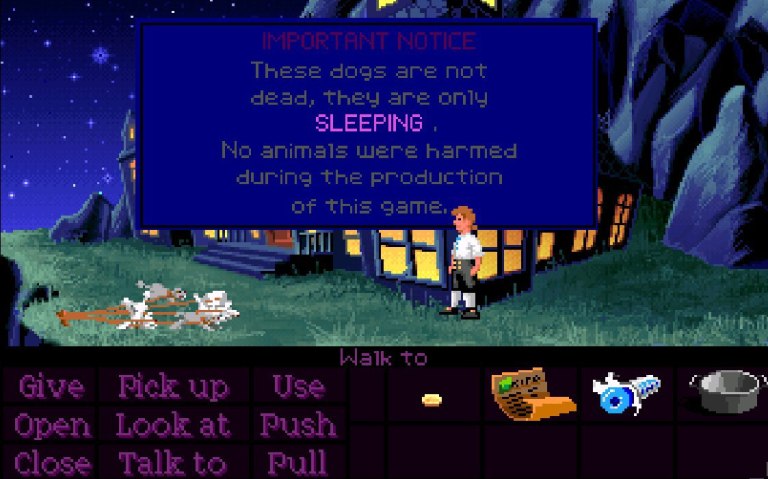 IMPORTANT NOTICE
These dogs are not
dead, they are only
SLEEPING .
No animals were harmed
during the production
of this game.
Walk to
Give Pick up Use
Open Look at Push
Close Talk to Pull